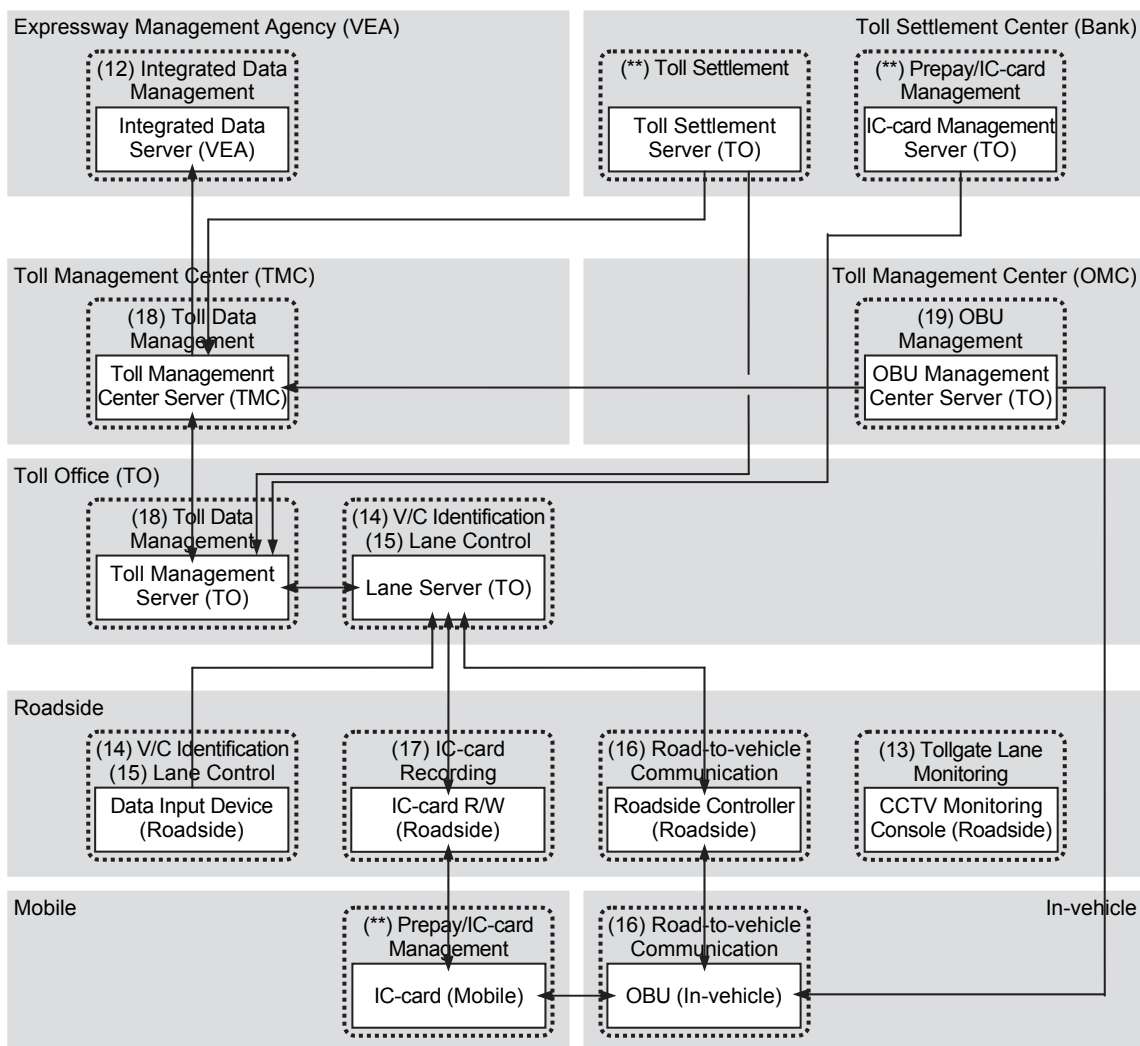 Expressway Management Agency (VEA)
(12) Integrated Data
Management
Integrated Data
Server (VEA)
Toll Settlement Center (Bank)
(**) Toll Settlement
Toll Settlement
Server (TO)
(**) Prepay/IC-card
Management
IC-card Management
Server (TO)
Toll Management Center (TMC)
(18) Toll Data
Management
Toll Managemenrt
Center Server (TMC)
Toll Management Center (OMC)
(19) OBU
Management
OBU Management
Center Server (TO)
Toll Office (TO)
(18) Toll Data
Management
Toll Management
Server (TO)
(14) V/C Identification
(15) Lane Control
Lane Server (TO)
Roadside
(14) V/C Identification
(15) Lane Control
Data Input Device
(Roadside)
(17) IC-card
Recording
IC-card R/W
(Roadside)
(16) Road-to-vehicle
Communication
Roadside Controller
(Roadside)
(13) Tollgate Lane
Monitoring
CCTV Monitoring
Console (Roadside)
Mobile
(**) Prepay/IC-card
Management
IC-card (Mobile)
In-vehicle
(16) Road-to-vehicle
Communication
OBU (In-vehicle)